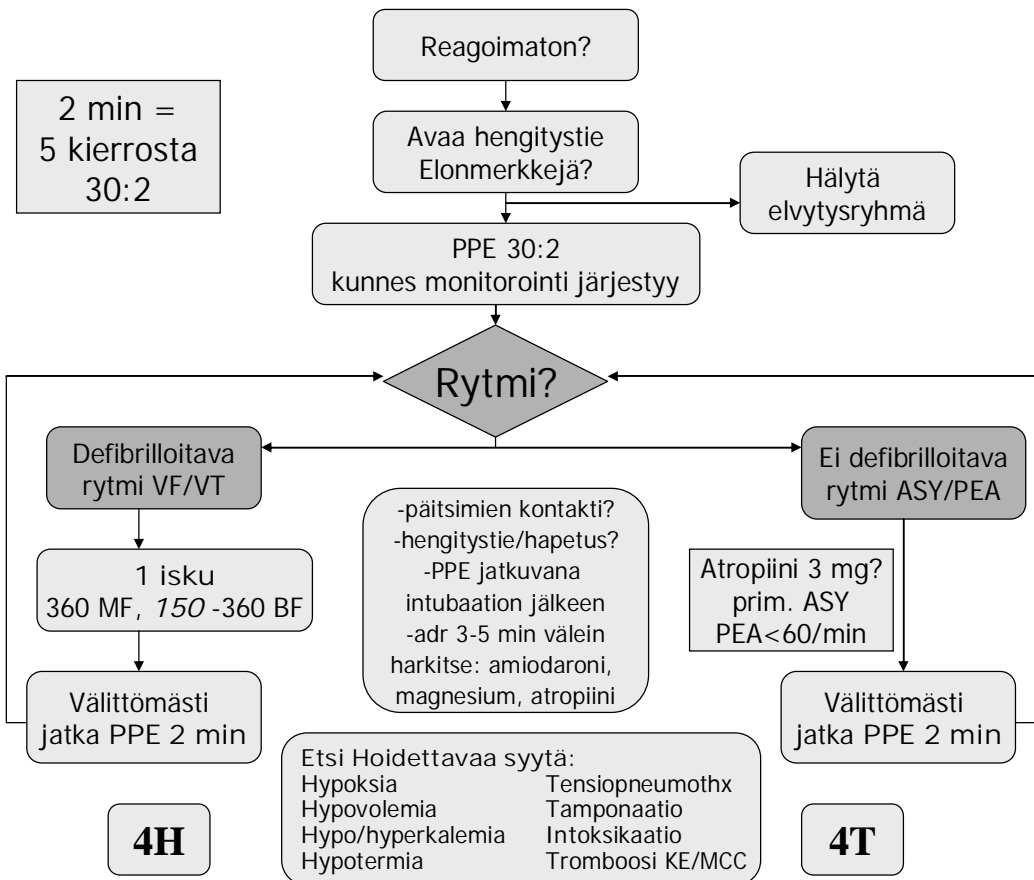 Reagoimaton?
2 min =
5 kierrosta
30:2
Avaa hengitystie
Elonmerkkejä?
Hälytä
elvytysryhmä
PPE 30:2
kunnes monitorointi järjestyy
Rytmi?
Defibrilloitava
rytmi VF/VT
Ei defibrilloitava
rytmi ASY/PEA
1 isku
360 MF, 150 -360 BF
-päitsimien kontakti?
-hengitystie/hapetus?
-PPE jatkuvana
intubaation jälkeen
-adr 3-5 min välein
harkitse: amiodaroni,
magnesium, atropiini
Atropiini 3 mg?
prim. ASY
PEA<60/min
Välittömästi
jatka PPE 2 min
Välittömästi
jatka PPE 2 min
Etsi Hoidettavaa syytä:
Hypoksia Tensiopneumothx
Hypovolemia Tamponaatio
Hypo/hyperkalemia Intoksikaatio
Hypotermia Tromboosi KE/MCC
4H
4T